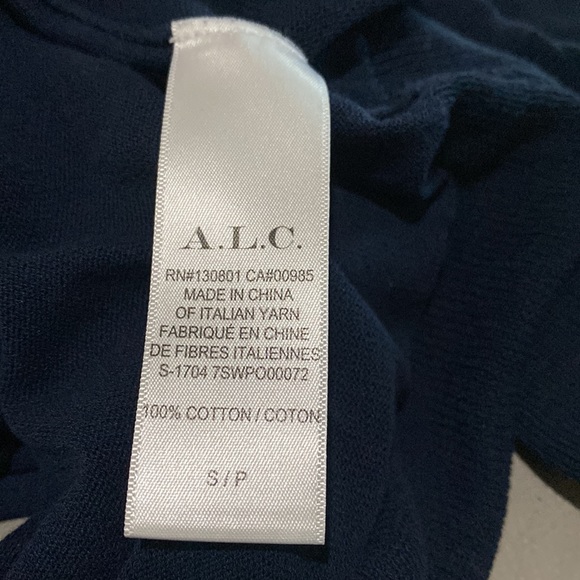 A.L.C.
RN#130801 CA#00985
MADE IN CHINA
OF ITALIAN YARN
FABRIQUÉ EN CHINE
DE FIBRES ITALIENNES
S-1704 7SWPO00072
100% COTTON / COTON
S / P